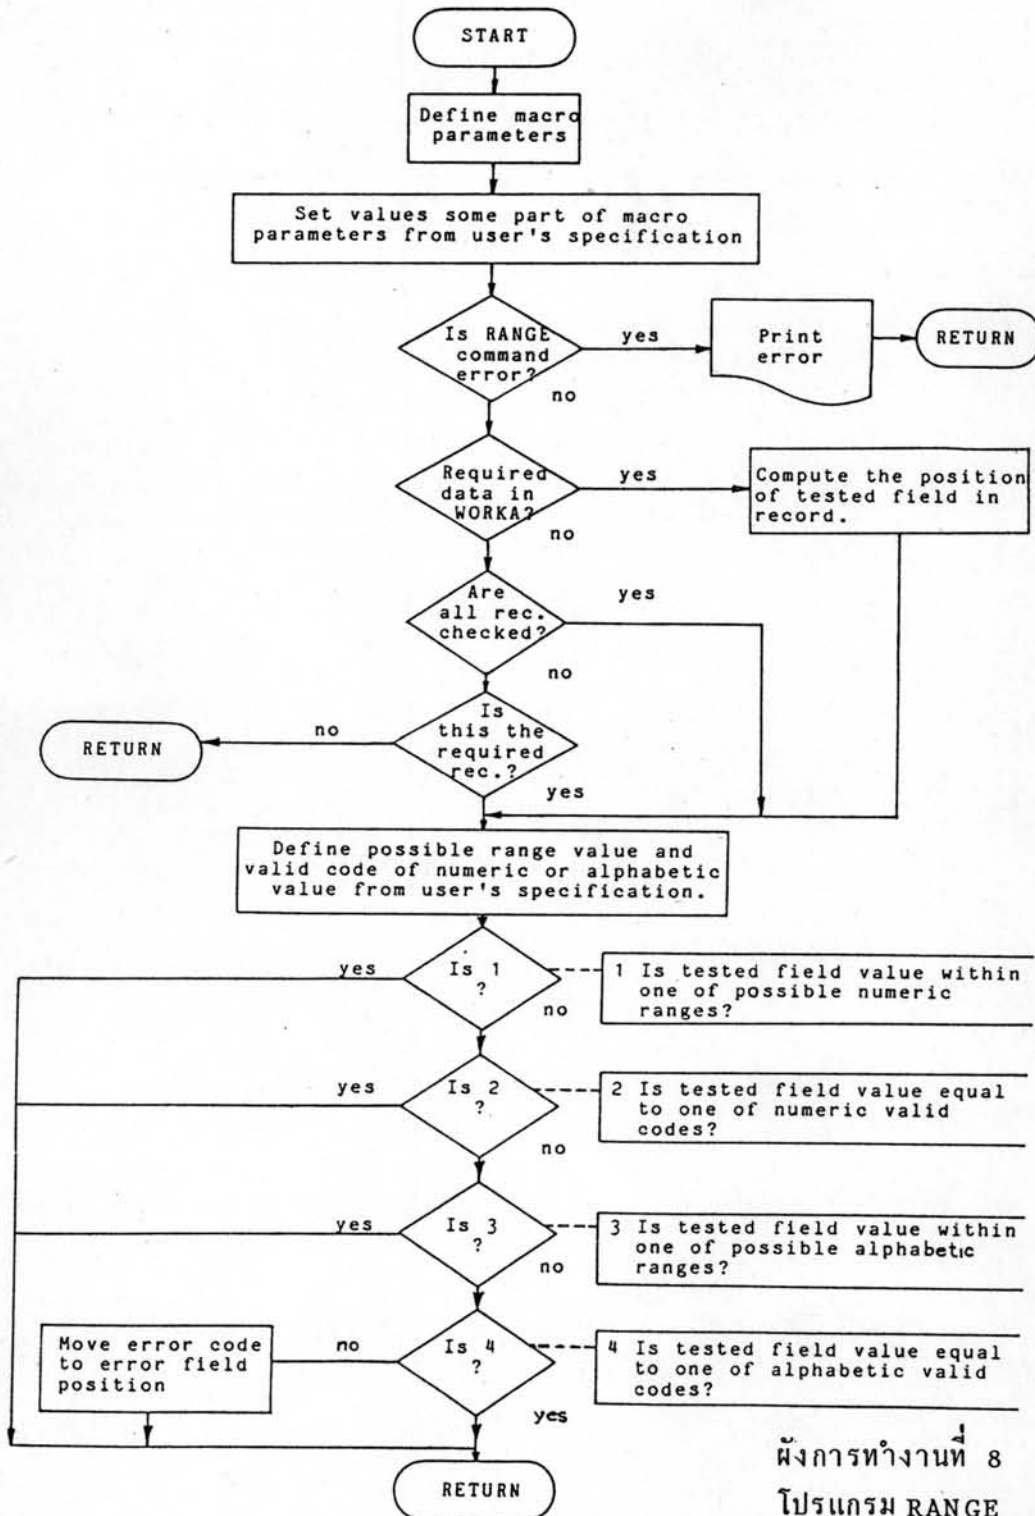 START
Define macro
parameters
Set values some part of macro
parameters from user's specification
Is RANGE
command
error?
yes
no
Print
error
RETURN
Required
data in
WORKA?
yes
no
Compute the position
of tested field in
record.
Are
all rec.
checked?
yes
no
Is
this the
required
rec.?
no
yes
RETURN
Define possible range value and
valid code of numeric or alphabetic
value from user's specification.
Is 1
?
yes
no
1 Is tested field value within
one of possible numeric
ranges?
Is 2
?
yes
no
2 Is tested field value equal
to one of numeric valid
codes?
Is 3
?
yes
no
3 Is tested field value within
one of possible alphabetic
ranges?
Is 4
?
no
yes
4 Is tested field value equal
to one of alphabetic valid
codes?
Move error code
to error field
position
RETURN
ผังการทำงานที่ 8
โปรแกรม RANGE